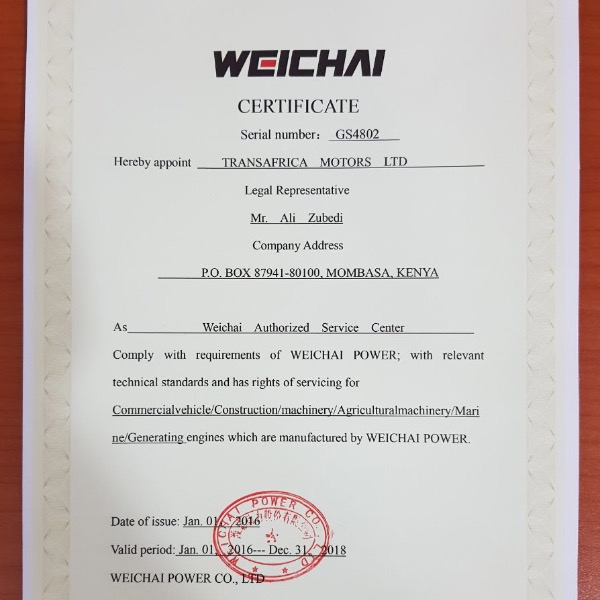 WEICHAI
CERTIFICATE
Serial number： GS4802
Hereby appoint TRANSAFRICA MOTORS LTD
Legal Representative
Mr. Ali Zubedi
Company Address
P.O. BOX 87941-80100, MOMBASA, KENYA
As Weichai Authorized Service Center
Comply with requirements of WEICHAI POWER; with relevant
technical standards and has rights of servicing for
Commercialvehicle/Construction/machinery/Agriculturalmachinery/Mari
ne/Generating engines which are manufactured by WEICHAI POWER.
WEICHAI POWER CO., LTD
Date of issue: Jan. 01, 2016
Valid period: Jan. 01, 2016--- Dec. 31, 2018
WEICHAI POWER CO., LTD